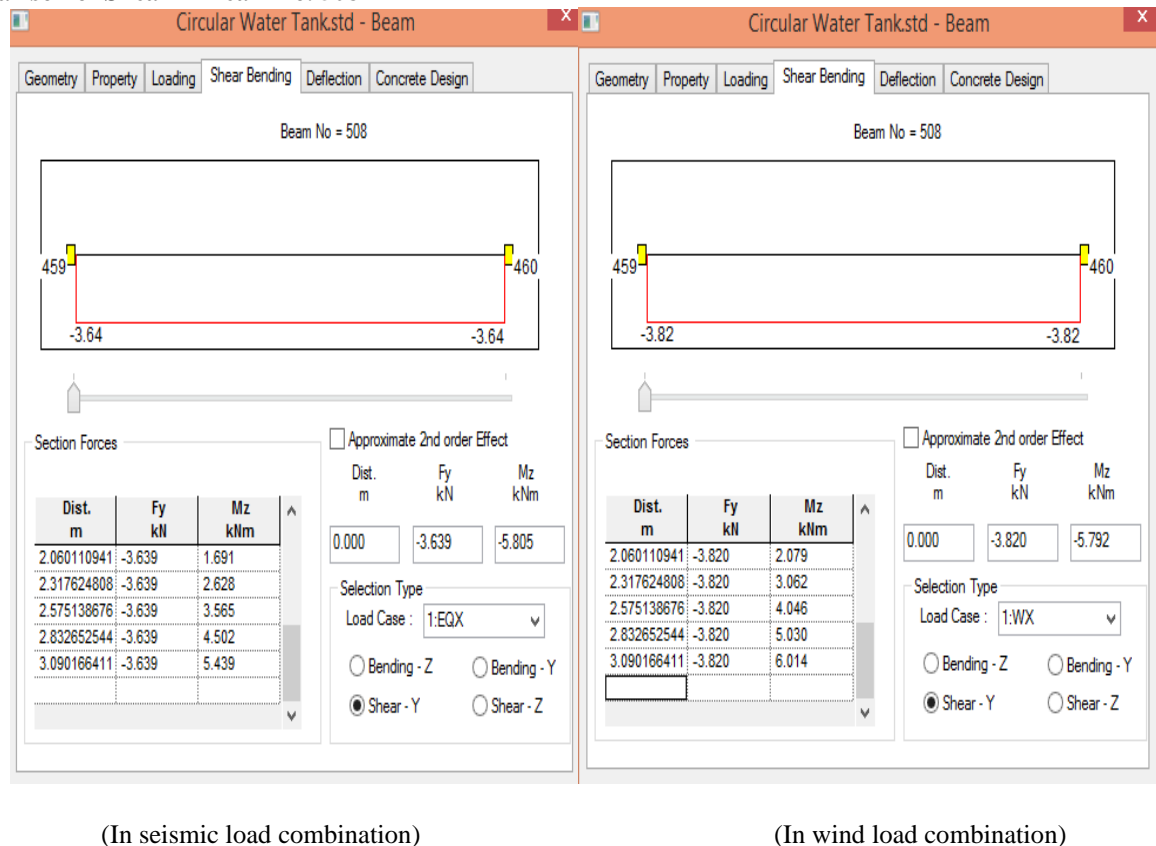 Circular Water Tank.std - Beam
X
Geometry Property Loading Shear Bending Deflection Concrete Design
Beam No = 508
459
460
-3.64
-3.64
Section Forces
Approximate 2nd order Effect
Dist. Fy Mz
m kN kNm
0.000 -3.639 -5.805
Dist. Fy Mz
m kN kNm
2.060110941 -3.639 1.691
2.317624808 -3.639 2.628
2.575138676 -3.639 3.565
2.832652544 -3.639 4.502
3.090166411 -3.639 5.439
Selection Type
Load Case : 1:EQX
Bending - Z Bending - Y
Shear - Y Shear - Z
(In seismic load combination)
Circular Water Tank.std - Beam
X
Geometry Property Loading Shear Bending Deflection Concrete Design
Beam No = 508
459
460
-3.82
-3.82
Section Forces
Approximate 2nd order Effect
Dist. Fy Mz
m kN kNm
0.000 -3.820 -5.792
Dist. Fy Mz
m kN kNm
2.060110941 -3.820 2.079
2.317624808 -3.820 3.062
2.575138676 -3.820 4.046
2.832652544 -3.820 5.030
3.090166411 -3.820 6.014
Selection Type
Load Case : 1:WX
Bending - Z Bending - Y
Shear - Y Shear - Z
(In wind load combination)